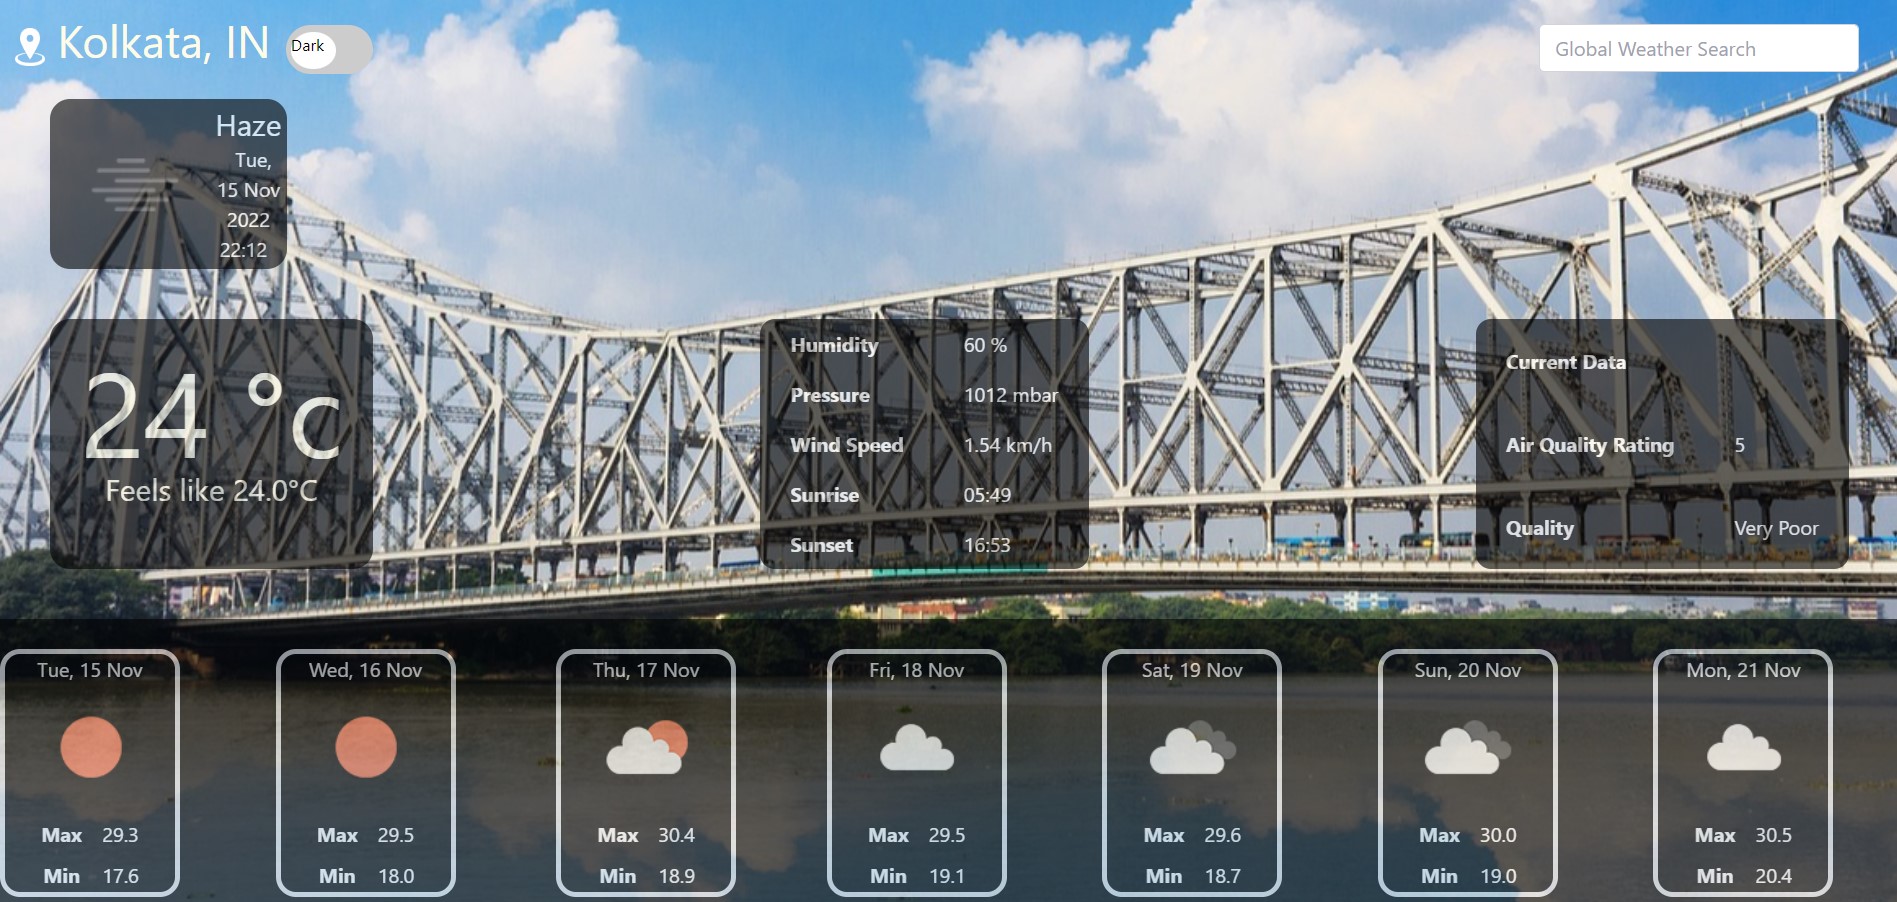 Kolkata, IN
Dark
Global Weather Search
Haze
Tue,
15 Nov
2022
22:12
24 °c
Feels like 24.0°C
Humidity 60 %
Pressure 1012 mbar
Wind Speed 1.54 km/h
Sunrise 05:49
Sunset 16:53
Current Data
Air Quality Rating 5
Quality Very Poor
Tue, 15 Nov
Max 29.3
Min 17.6
Wed, 16 Nov
Max 29.5
Min 18.0
Thu, 17 Nov
Max 30.4
Min 18.9
Fri, 18 Nov
Max 29.5
Min 19.1
Sat, 19 Nov
Max 29.6
Min 18.7
Sun, 20 Nov
Max 30.0
Min 19.0
Mon, 21 Nov
Max 30.5
Min 20.4